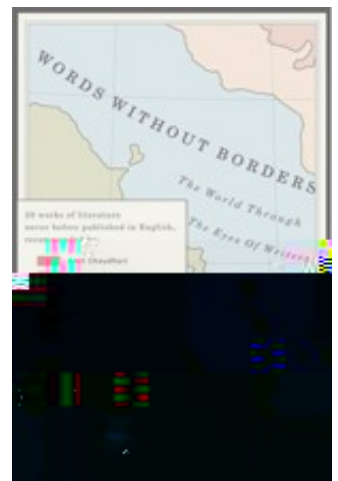 WORDS WITHOUT BORDERS
The World Through
The Eyes Of Writers
28 works of literature
never before published in English,
Chaudhuri